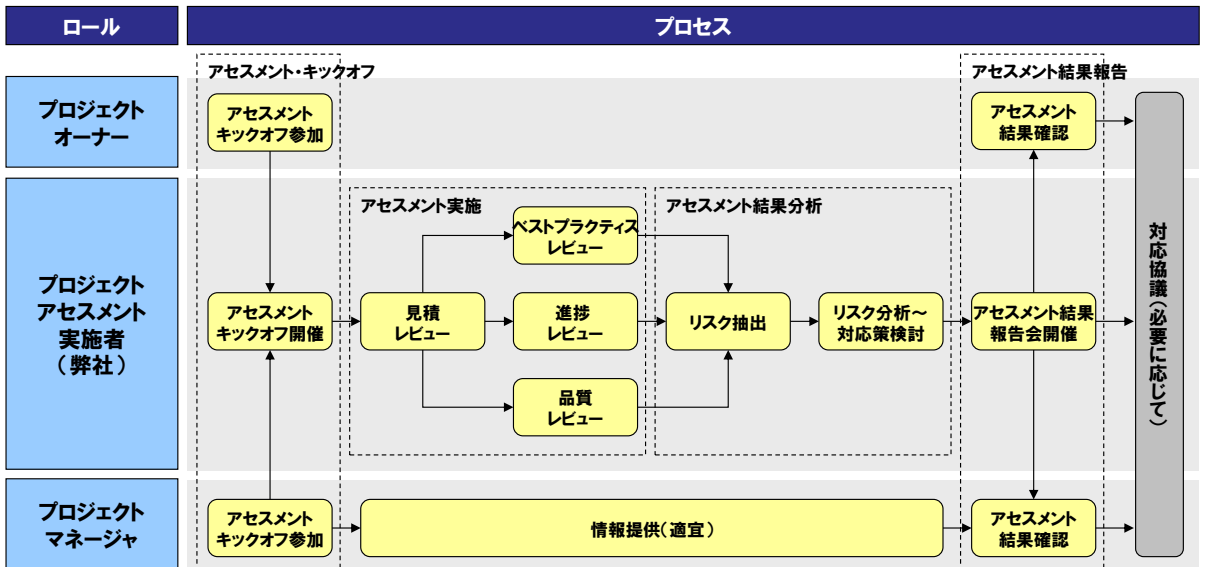 ロール
プロセス
アセスメント・キックオフ
アセスメント結果報告
プロジェクト
オーナー
アセスメント
キックオフ参加
アセスメント
結果確認
プロジェクト
アセスメント
実施者
（弊社）
アセスメント
キックオフ開催
アセスメント実施
見積
レビュー
ベストプラクティス
レビュー
進捗
レビュー
品質
レビュー
アセスメント結果分析
リスク抽出
リスク分析～
対応策検討
アセスメント結果
報告会開催
対応協議（必要に応じて）
プロジェクト
マネージャ
アセスメント
キックオフ参加
情報提供（適宜）
アセスメント
結果確認